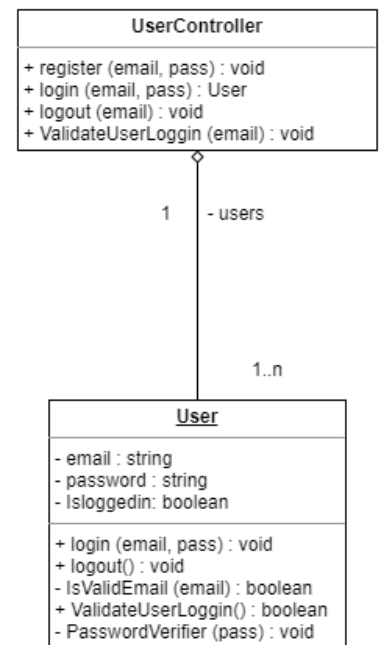 UserController
+ register (email, pass) : void
+ login (email, pass) : User
+ logout (email) : void
+ ValidateUserLoggin (email) : void
1
- users
1..n
User
- email : string
- password : string
- Isloggedin: boolean
+ login (email, pass) : void
+ logout() : void
- IsValidEmail (email) : boolean
+ ValidateUserLoggin() : boolean
- PasswordVerifier (pass) : void